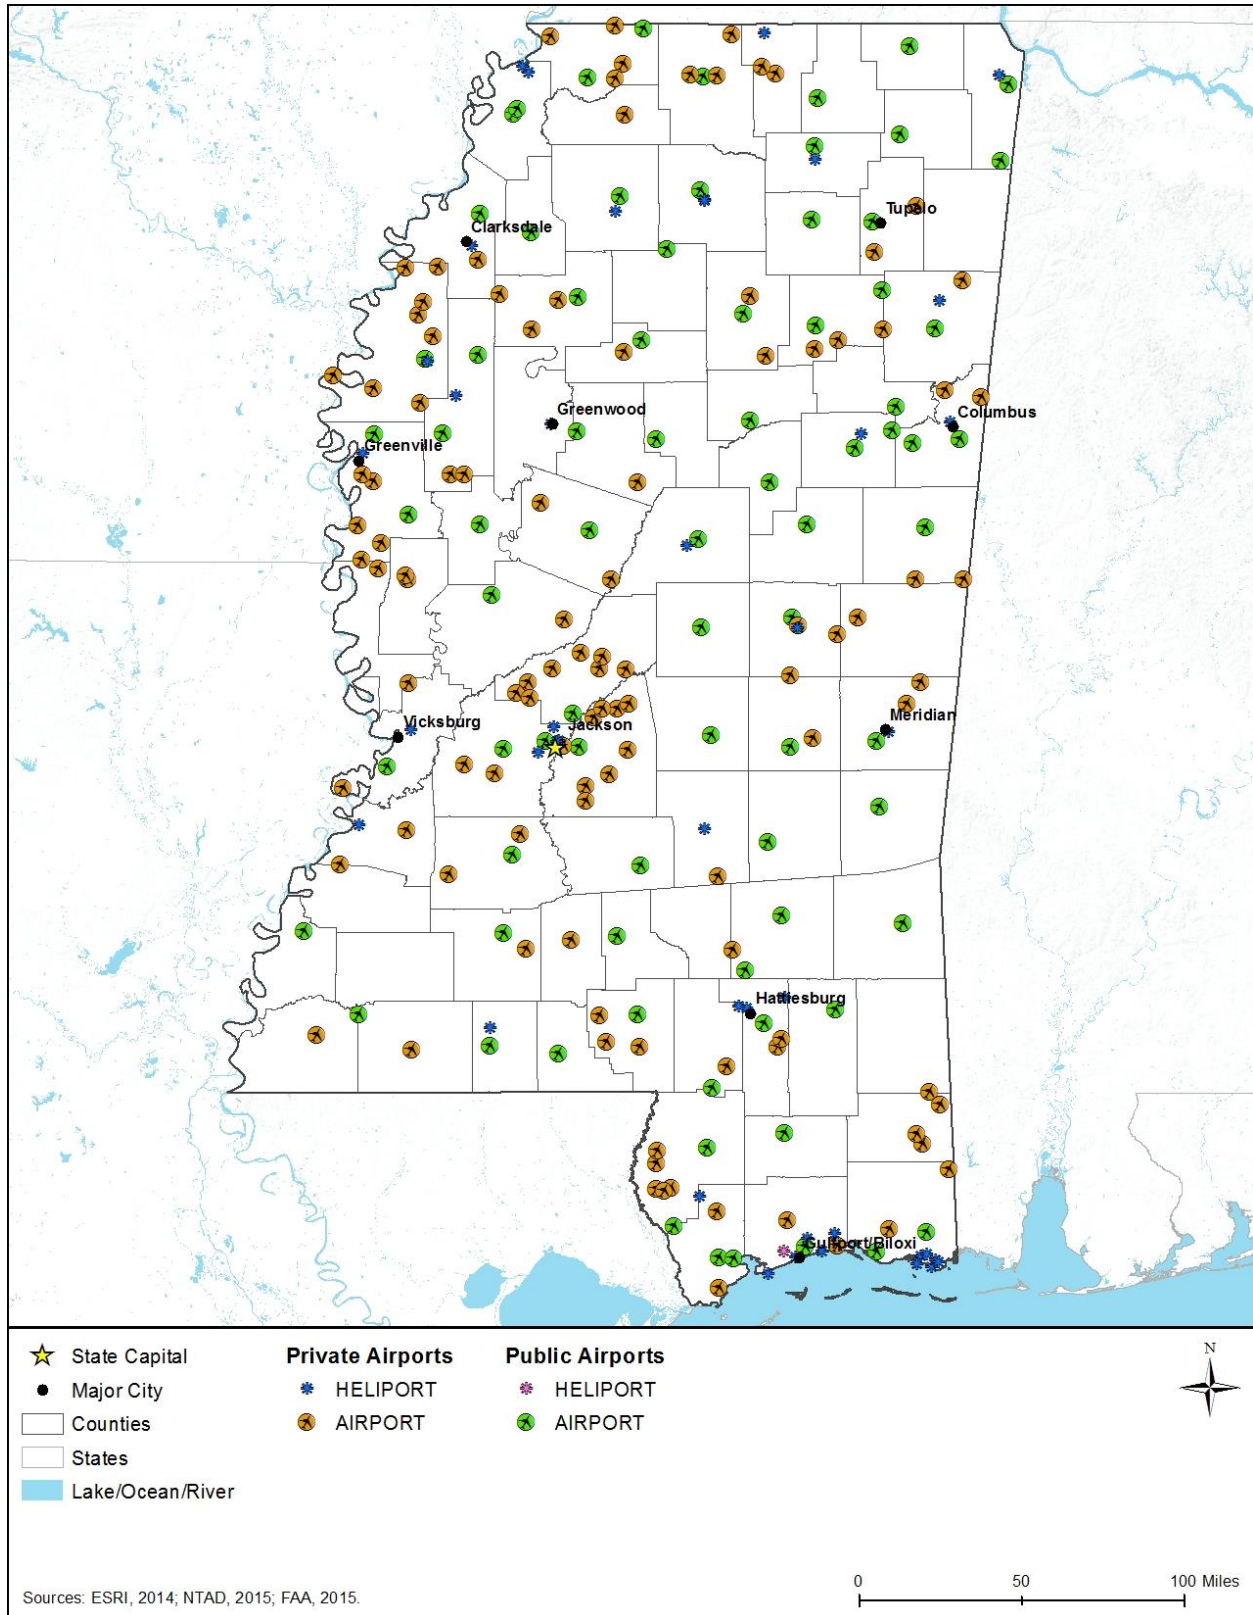 Tupelo
Clarksdale
Greenwood
Columbus
Greenville
Meridian
Vicksburg
Jackson
Hattiesburg
Gulfport/Biloxi
State Capital
Major City
Counties
States
Lake/Ocean/River
Private Airports
HELIPORT
AIRPORT
Public Airports
HELIPORT
AIRPORT
N
0 50 100 Miles
Sources: ESRI, 2014; NTAD, 2015; FAA, 2015.